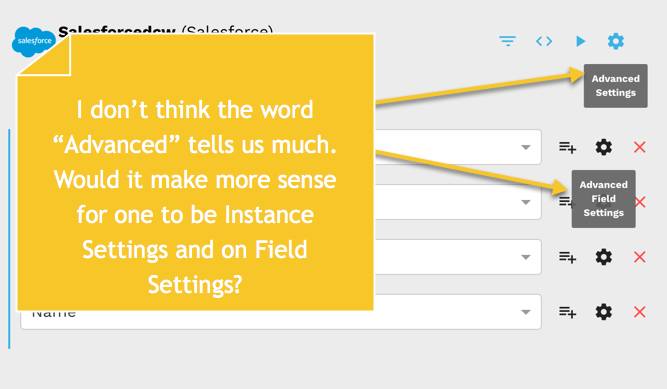 Salesforcedcw (Salesforce)
salesforce
Advanced
Settings
I don’t think the word
“Advanced” tells us much.
Would it make more sense
for one to be Instance
Settings and on Field
Settings?
Advanced
Field
Settings
Name